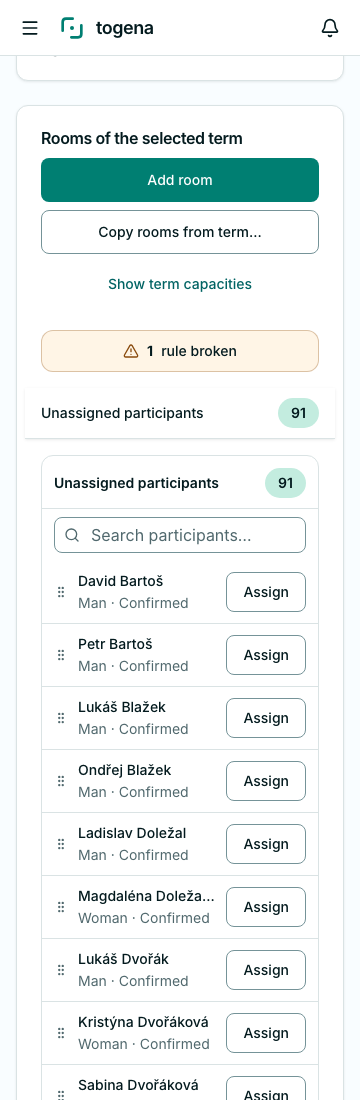 togena
Rooms of the selected term
Add room
Copy rooms from term...
Show term capacities
1 rule broken
Unassigned participants 91
Unassigned participants 91
Search participants...
David Bartoš
Man · Confirmed
Assign
Petr Bartoš
Man · Confirmed
Assign
Lukáš Blažek
Man · Confirmed
Assign
Ondřej Blažek
Man · Confirmed
Assign
Ladislav Doležal
Man · Confirmed
Assign
Magdaléna Doleža...
Woman · Confirmed
Assign
Lukáš Dvořák
Man · Confirmed
Assign
Kristýna Dvořáková
Woman · Confirmed
Assign
Sabina Dvořáková
Assign